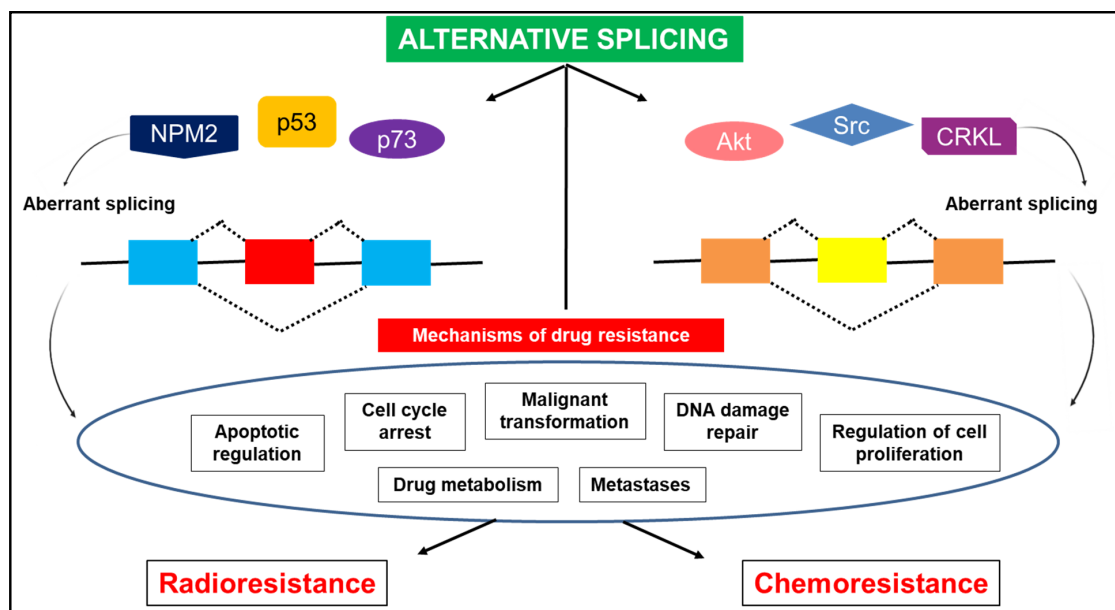 ALTERNATIVE SPLICING
NPM2
p53
p73
Akt
Src
CRKL
Aberrant splicing
Aberrant splicing
Mechanisms of drug resistance
Apoptotic
regulation
Cell cycle
arrest
Malignant
transformation
DNA damage
repair
Regulation of cell
proliferation
Drug metabolism
Metastases
Radioresistance
Chemoresistance